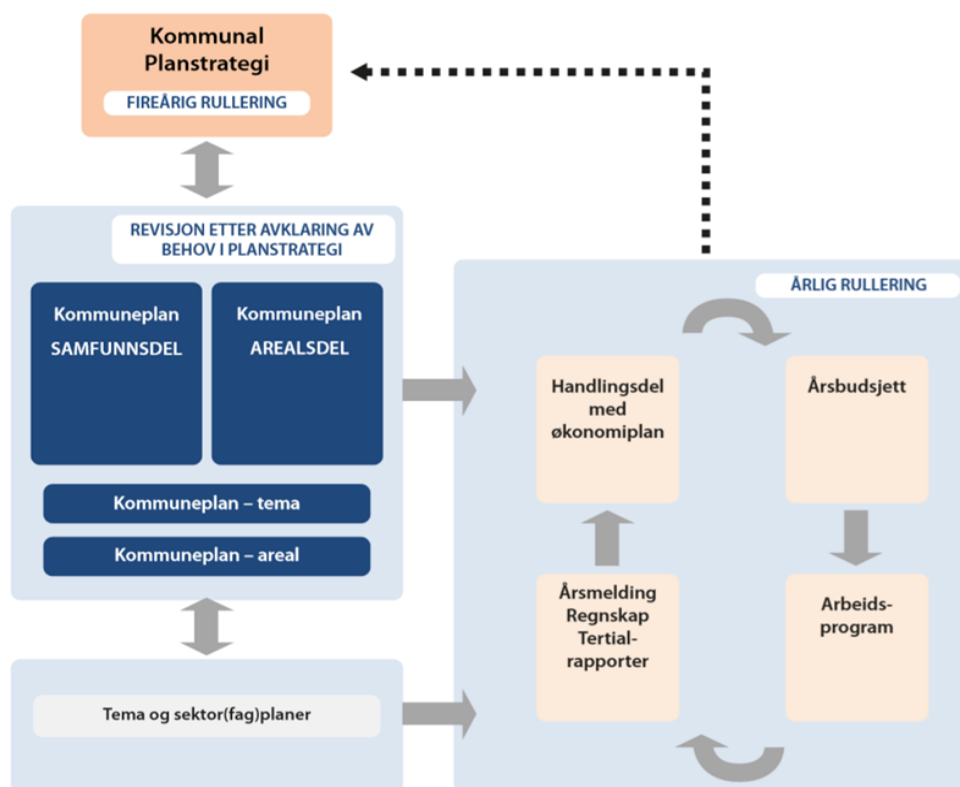 Kommunal
Planstrategi
FIREÅRIG RULLERING
REVISJON ETTER AVKLARING AV
BEHOV I PLANSTRATEGI
Kommuneplan
SAMFUNNSDEL
Kommuneplan
AREALSDEL
Kommuneplan – tema
Kommuneplan – areal
Tema og sektor(fag)planer
ÅRLIG RULLERING
Handlingsdel
med
økonomiplan
Årsbudsjett
Årsmelding
Regnskap
Tertial-
rapporter
Arbeids-
program